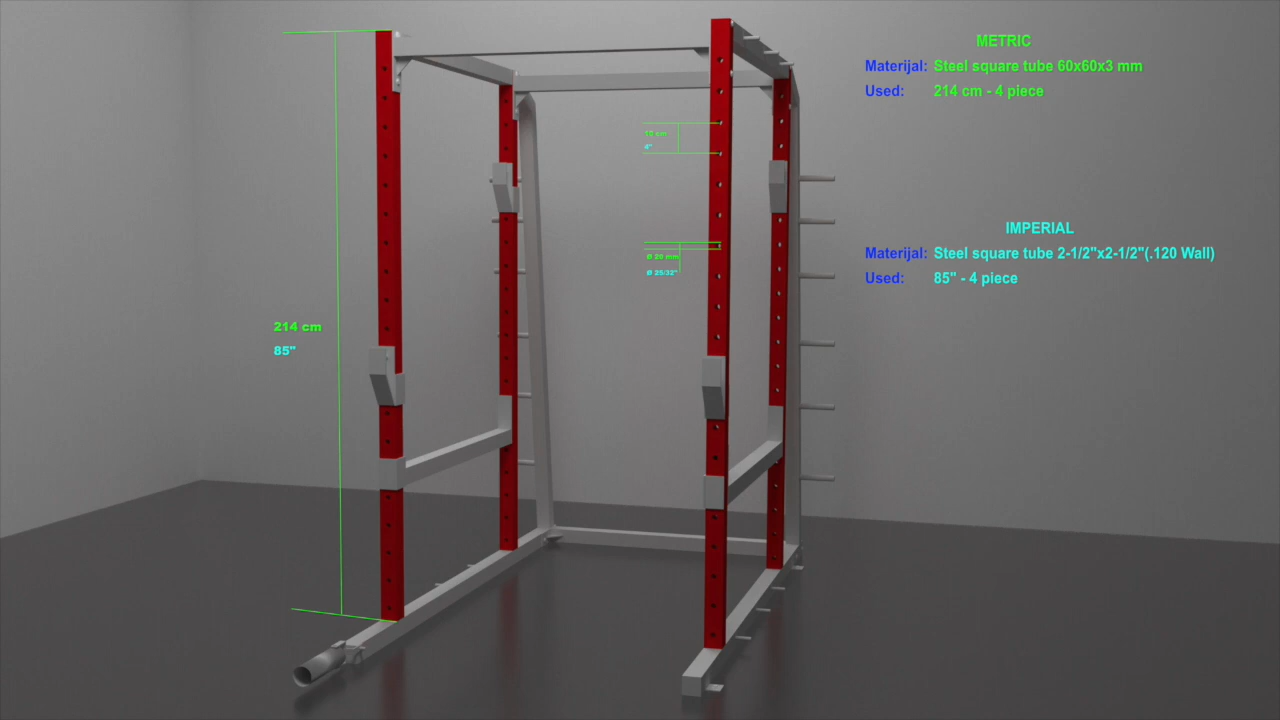 METRIC
Materijal: Steel square tube 60x60x3 mm
Used: 214 cm - 4 piece
10 cm
4"
IMPERIAL
Materijal: Steel square tube 2-1/2"x2-1/2"(.120 Wall)
Used: 85" - 4 piece
Ø 20 mm
Ø 25/32"
214 cm
85"